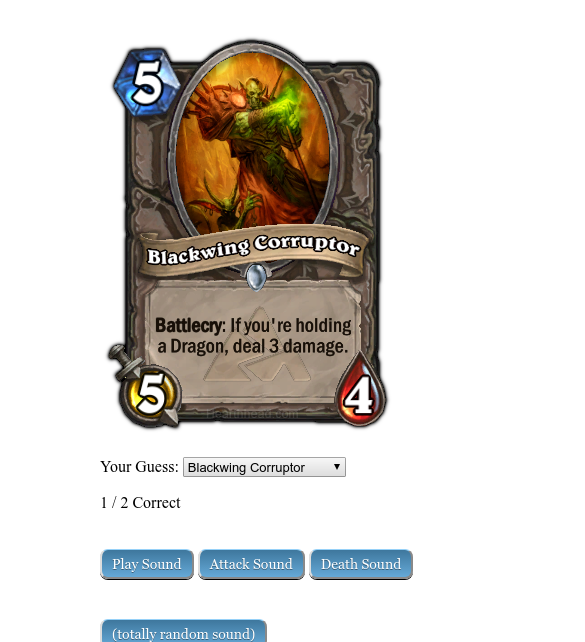 5
Blackwing Corruptor
Battlecry: If you're holding
a Dragon, deal 3 damage.
5
4
Your Guess: Blackwing Corruptor
1 / 2 Correct
Play Sound Attack Sound Death Sound
(totally random sound)